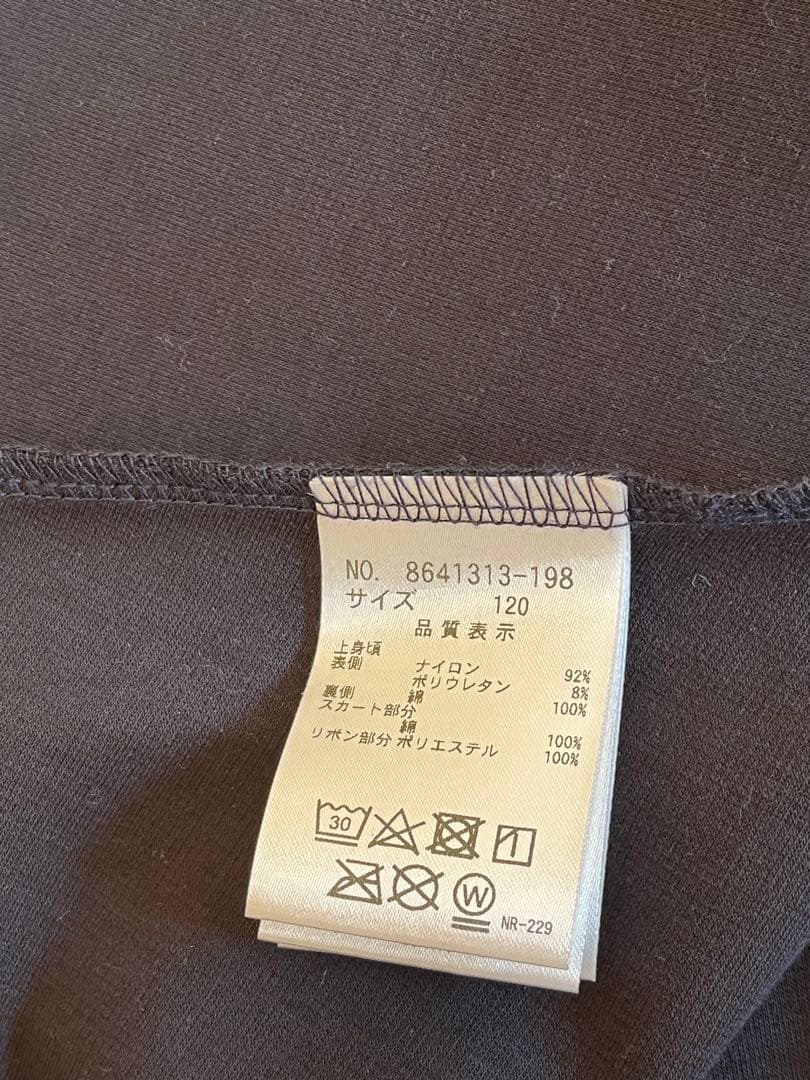 NO. 8641313-198
サイズ 120
品質表示
上身頃
表側 ナイロン 92%
ポリウレタン 8%
裏側 綿 100%
スカート部分
綿 100%
リボン部分 ポリエステル 100%
30
W
NR-229